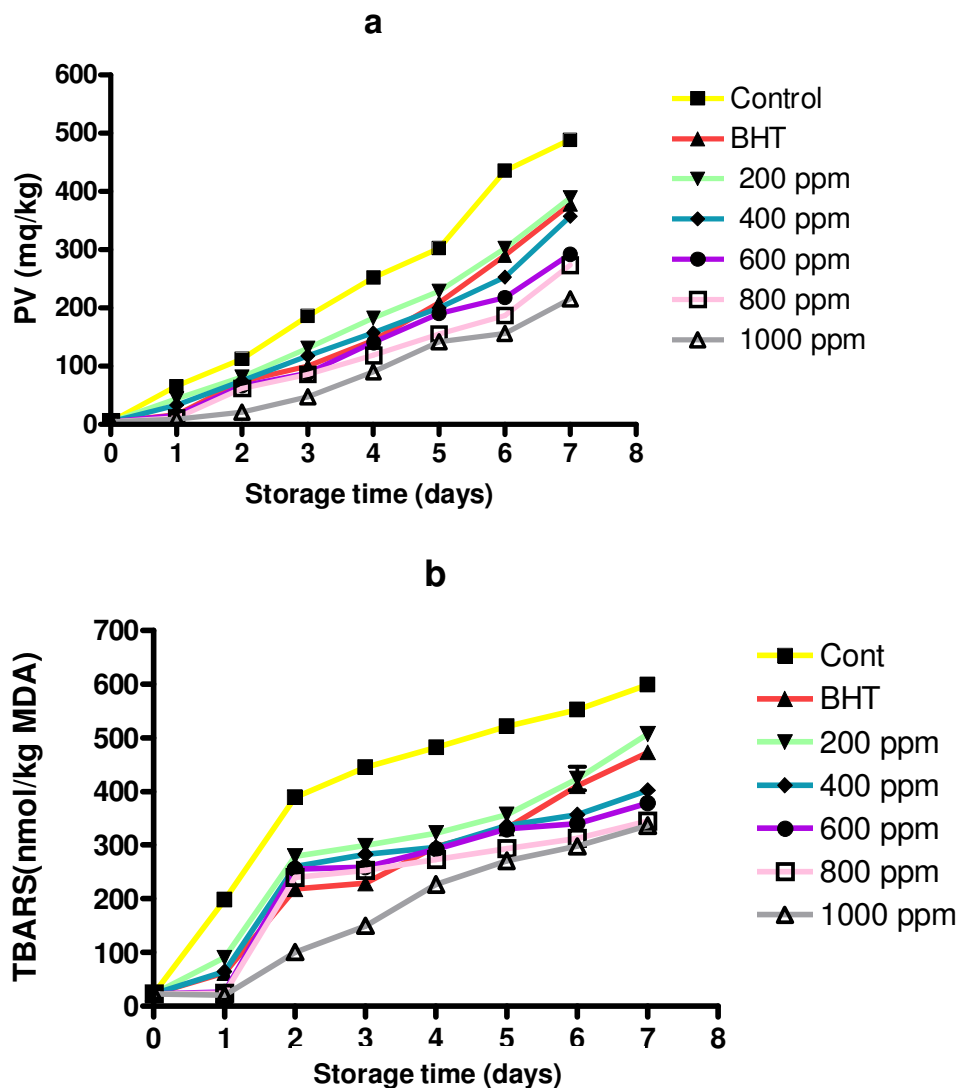 a
600
500
400
300
200
100
0
PV (mq/kg)
0 1 2 3 4 5 6 7 8
Storage time (days)
Control
BHT
200 ppm
400 ppm
600 ppm
800 ppm
1000 ppm
b
700
600
500
400
300
200
100
0
TBARS(nmol/kg MDA)
0 1 2 3 4 5 6 7 8
Storage time (days)
Cont
BHT
200 ppm
400 ppm
600 ppm
800 ppm
1000 ppm